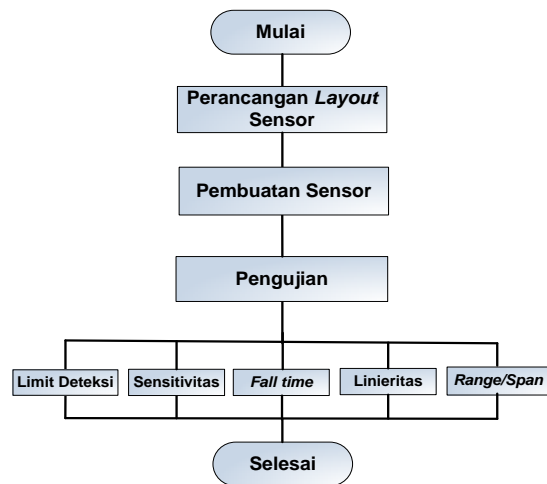 Mulai
Perancangan Layout
Sensor
Pembuatan Sensor
Pengujian
Limit Deteksi
Sensitivitas
Fall time
Linieritas
Range/Span
Selesai